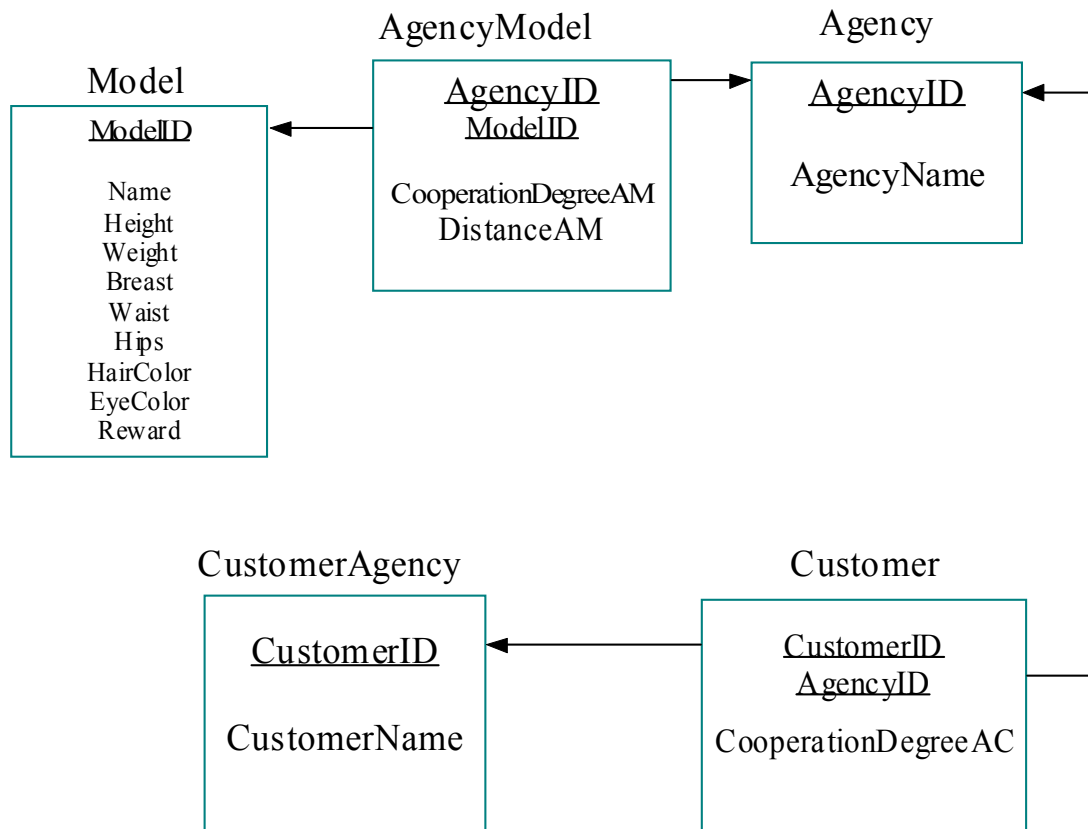 Model
ModelID
Name
Height
Weight
Breast
Waist
Hips
HairColor
EyeColor
Reward
AgencyModel
AgencyID
ModelID
CooperationDegreeAM
DistanceAM
Agency
AgencyID
AgencyName
CustomerAgency
CustomerID
CustomerName
Customer
CustomerID
AgencyID
CooperationDegreeAC